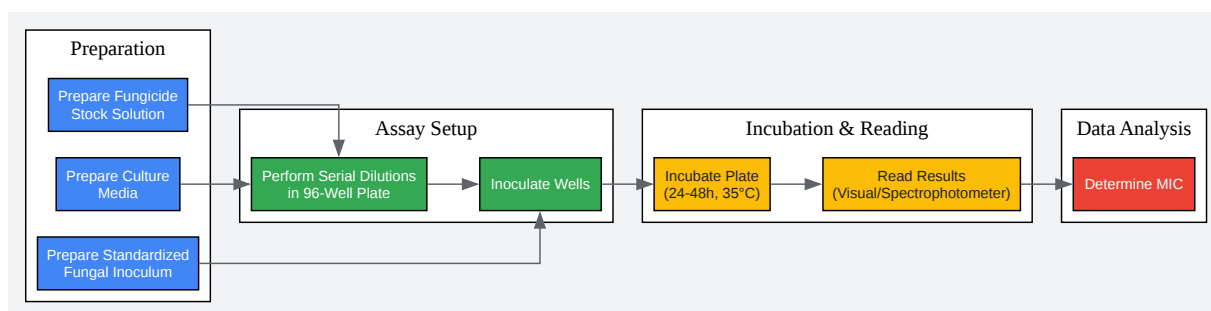 Preparation
Prepare Fungicide
Stock Solution
Prepare Culture
Media
Prepare Standardized
Fungal Inoculum
Assay Setup
Perform Serial Dilutions
in 96-Well Plate
Inoculate Wells
Incubation & Reading
Incubate Plate
(24-48h, 35°C)
Read Results
(Visual/Spectrophotometer)
Data Analysis
Determine MIC